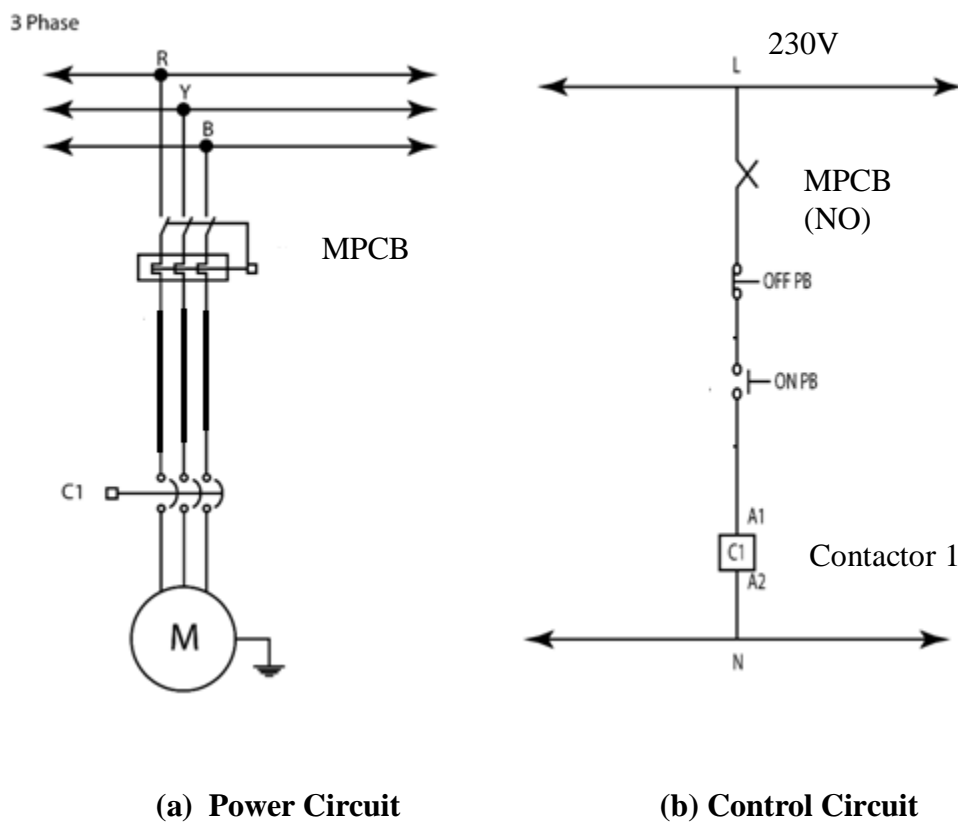 3 Phase
R
Y
B
MPCB
C1
M
230V
L
MPCB
(NO)
OFF PB
ON PB
A1
C1
Contactor 1
A2
N
(a) Power Circuit
(b) Control Circuit